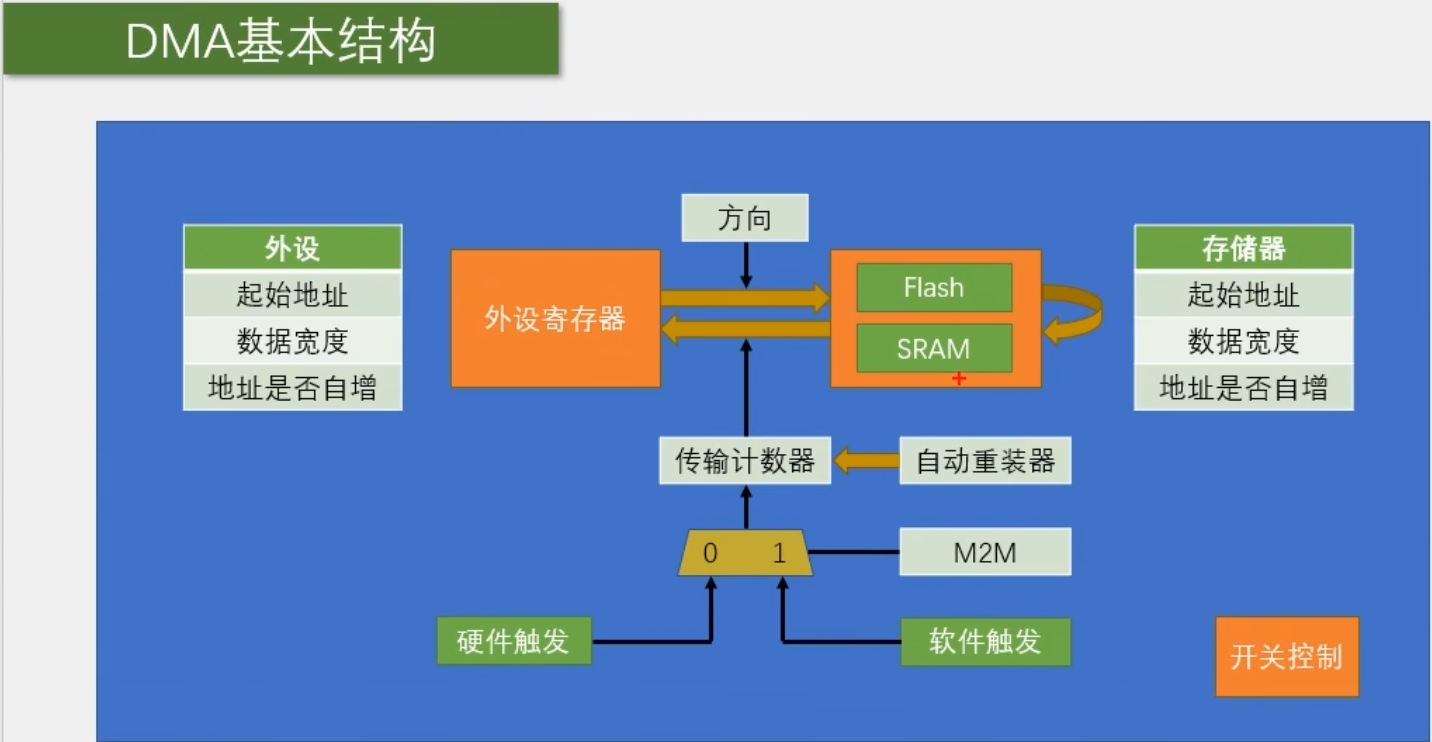 DMA基本结构
方向
外设
起始地址
数据宽度
地址是否自增
外设寄存器
Flash
SRAM
存储器
起始地址
数据宽度
地址是否自增
传输计数器
自动重装器
0 1
M2M
硬件触发
软件触发
开关控制